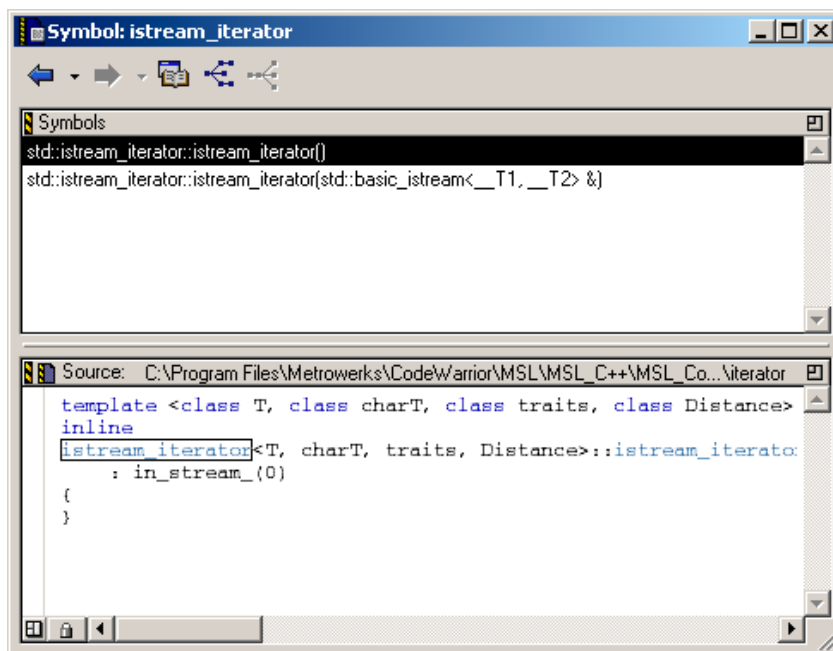 Symbol: istream_iterator
Symbols
std::istream_iterator::istream_iterator()
std::istream_iterator::istream_iterator(std::basic_istream<__T1, __T2> &)
Source: C:\Program Files\Metrowerks\CodeWarrior\MSL\MSL_C++\MSL_Co...\iterator
template <class T, class charT, class traits, class Distance>
inline
istream_iterator<T, charT, traits, Distance>::istream_iterato
: in_stream_(0)
{
}